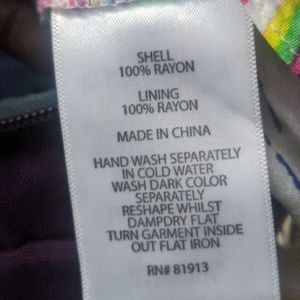 SHELL
100% RAYON
LINING
100% RAYON
MADE IN CHINA
HAND WASH SEPARATELY
IN COLD WATER
WASH DARK COLOR
SEPARATELY
RESHAPE WHILST
DAMPDRY FLAT
TURN GARMENT INSIDE
OUT FLAT IRON
RN# 81913